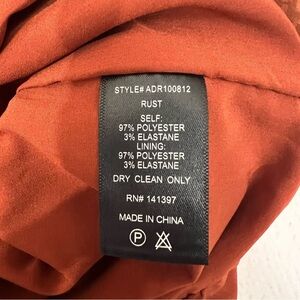 STYLE# ADR100812
RUST
SELF:
97% POLYESTER
3% ELASTANE
LINING:
97% POLYESTER
3% ELASTANE
DRY CLEAN ONLY
RN# 141397
MADE IN CHINA
P